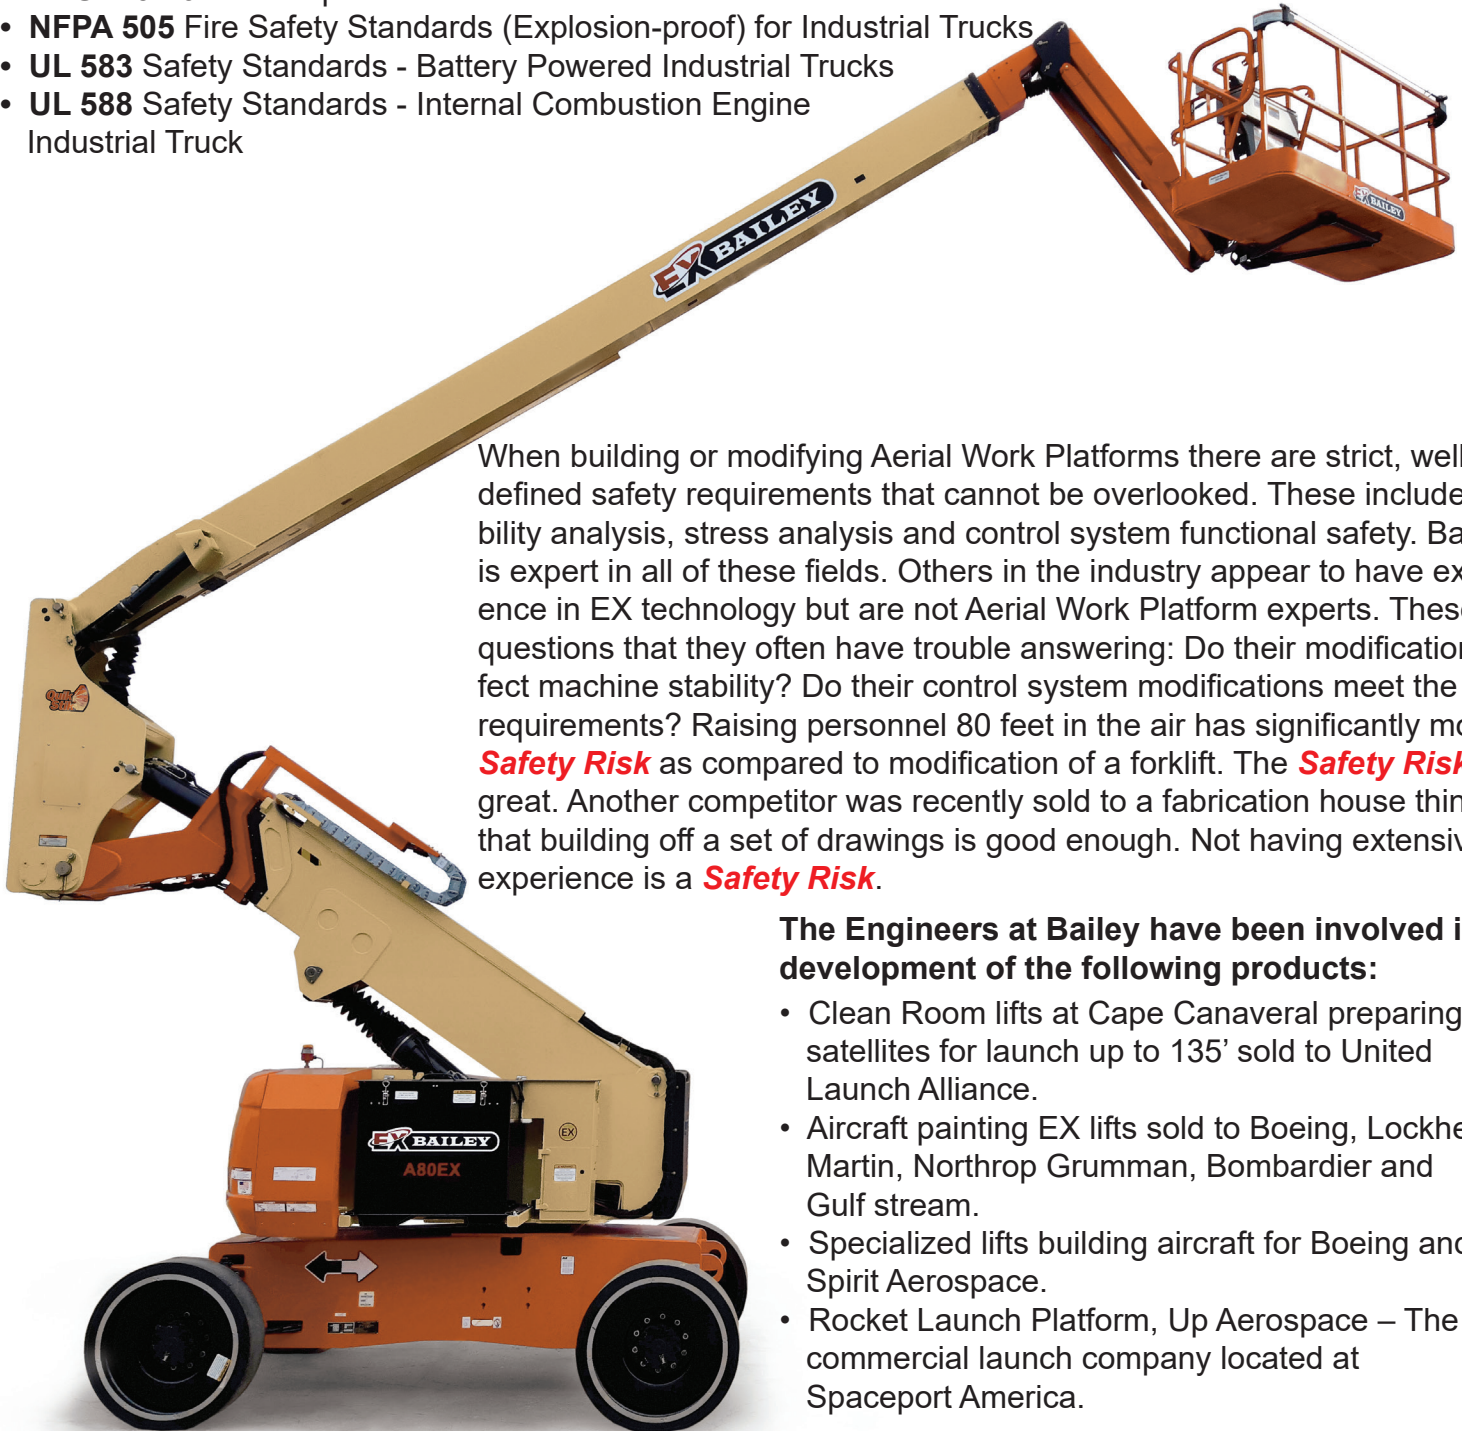 • NFPA 505 Fire Safety Standards (Explosion-proof) for Industrial Trucks
• UL 583 Safety Standards - Battery Powered Industrial Trucks
• UL 588 Safety Standards - Internal Combustion Engine
Industrial Truck
EX BAILEY
EX BAILEY
When building or modifying Aerial Work Platforms there are strict, well
defined safety requirements that cannot be overlooked. These include
bility analysis, stress analysis and control system functional safety. Ba
is expert in all of these fields. Others in the industry appear to have ex
ence in EX technology but are not Aerial Work Platform experts. These
questions that they often have trouble answering: Do their modification
fect machine stability? Do their control system modifications meet the
requirements? Raising personnel 80 feet in the air has significantly mo
Safety Risk as compared to modification of a forklift. The Safety Risk
great. Another competitor was recently sold to a fabrication house thin
that building off a set of drawings is good enough. Not having extensiv
experience is a Safety Risk.
The Engineers at Bailey have been involved i
development of the following products:
• Clean Room lifts at Cape Canaveral preparing
satellites for launch up to 135’ sold to United
Launch Alliance.
• Aircraft painting EX lifts sold to Boeing, Lockhe
Martin, Northrop Grumman, Bombardier and
Gulf stream.
• Specialized lifts building aircraft for Boeing and
Spirit Aerospace.
• Rocket Launch Platform, Up Aerospace – The
commercial launch company located at
Spaceport America.
EX
EX BAILEY
A80EX